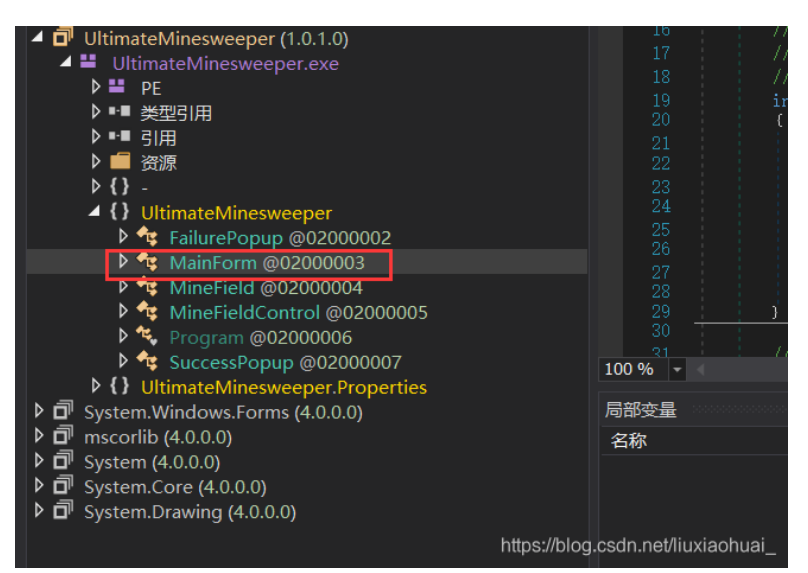 UltimateMinesweeper (1.0.1.0)
UltimateMinesweeper.exe
PE
类型引用
引用
资源
{ } -
{ } UltimateMinesweeper
FailurePopup @02000002
MainForm @02000003
MineField @02000004
MineFieldControl @02000005
Program @02000006
SuccessPopup @02000007
{ } UltimateMinesweeper.Properties
System.Windows.Forms (4.0.0.0)
mscorlib (4.0.0.0)
System (4.0.0.0)
System.Core (4.0.0.0)
System.Drawing (4.0.0.0)
16 //
17 //
18 //
19
20 {
21
22
23
24
25
26
27
28
29 }
30
31
100 %
局部变量
名称
https://blog.csdn.net/liuxiaohuai_